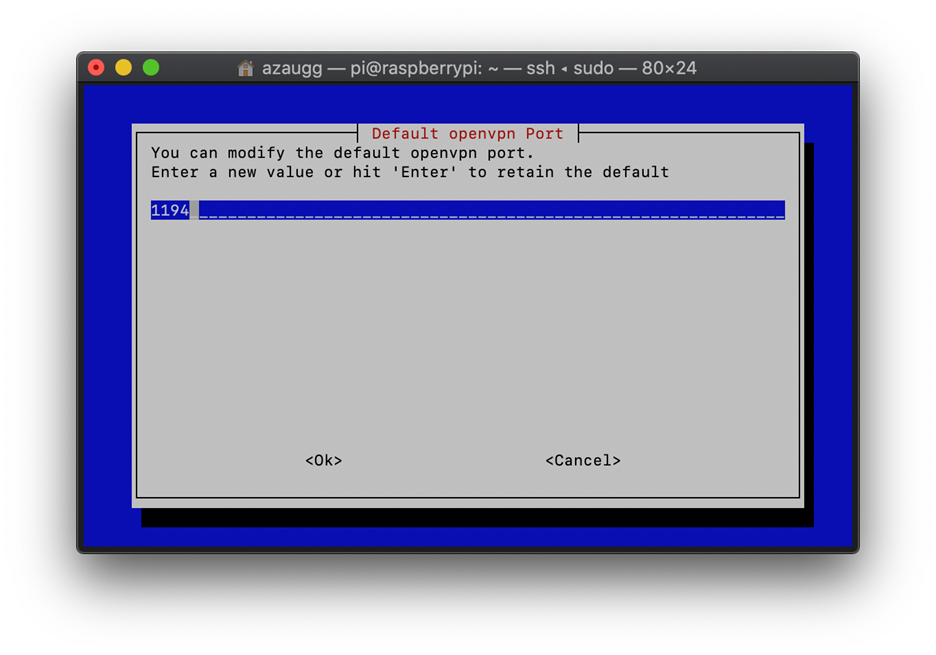 azaugg — pi@raspberrypi: ~ — ssh ◂ sudo — 80×24
Default openvpn Port
You can modify the default openvpn port.
Enter a new value or hit 'Enter' to retain the default
1194
<Ok> <Cancel>